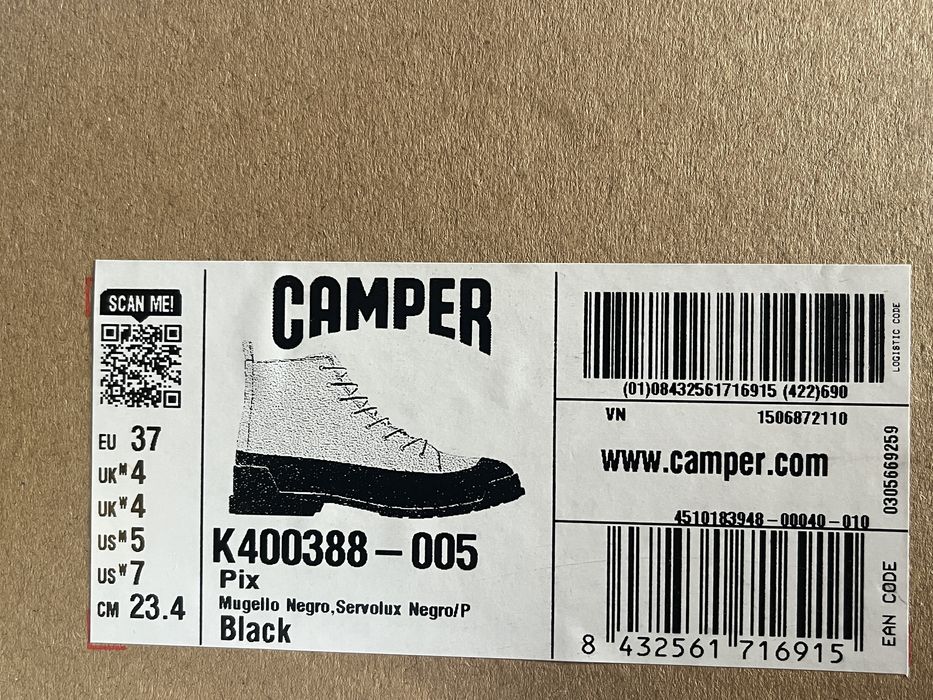 SCAN ME!
EU 37
UK M 4
UK W 4
US M 5
US W 7
CM 23.4
CAMPER
K400388-005
Pix
Mugello Negro,Servolux Negro/P
Black
(01)08432561716915 (422)690
LOGISTIC CODE
VN 1506872110
www.camper.com
0305669259
4510183948-00040-010
8 432561 716915
EAN CODE